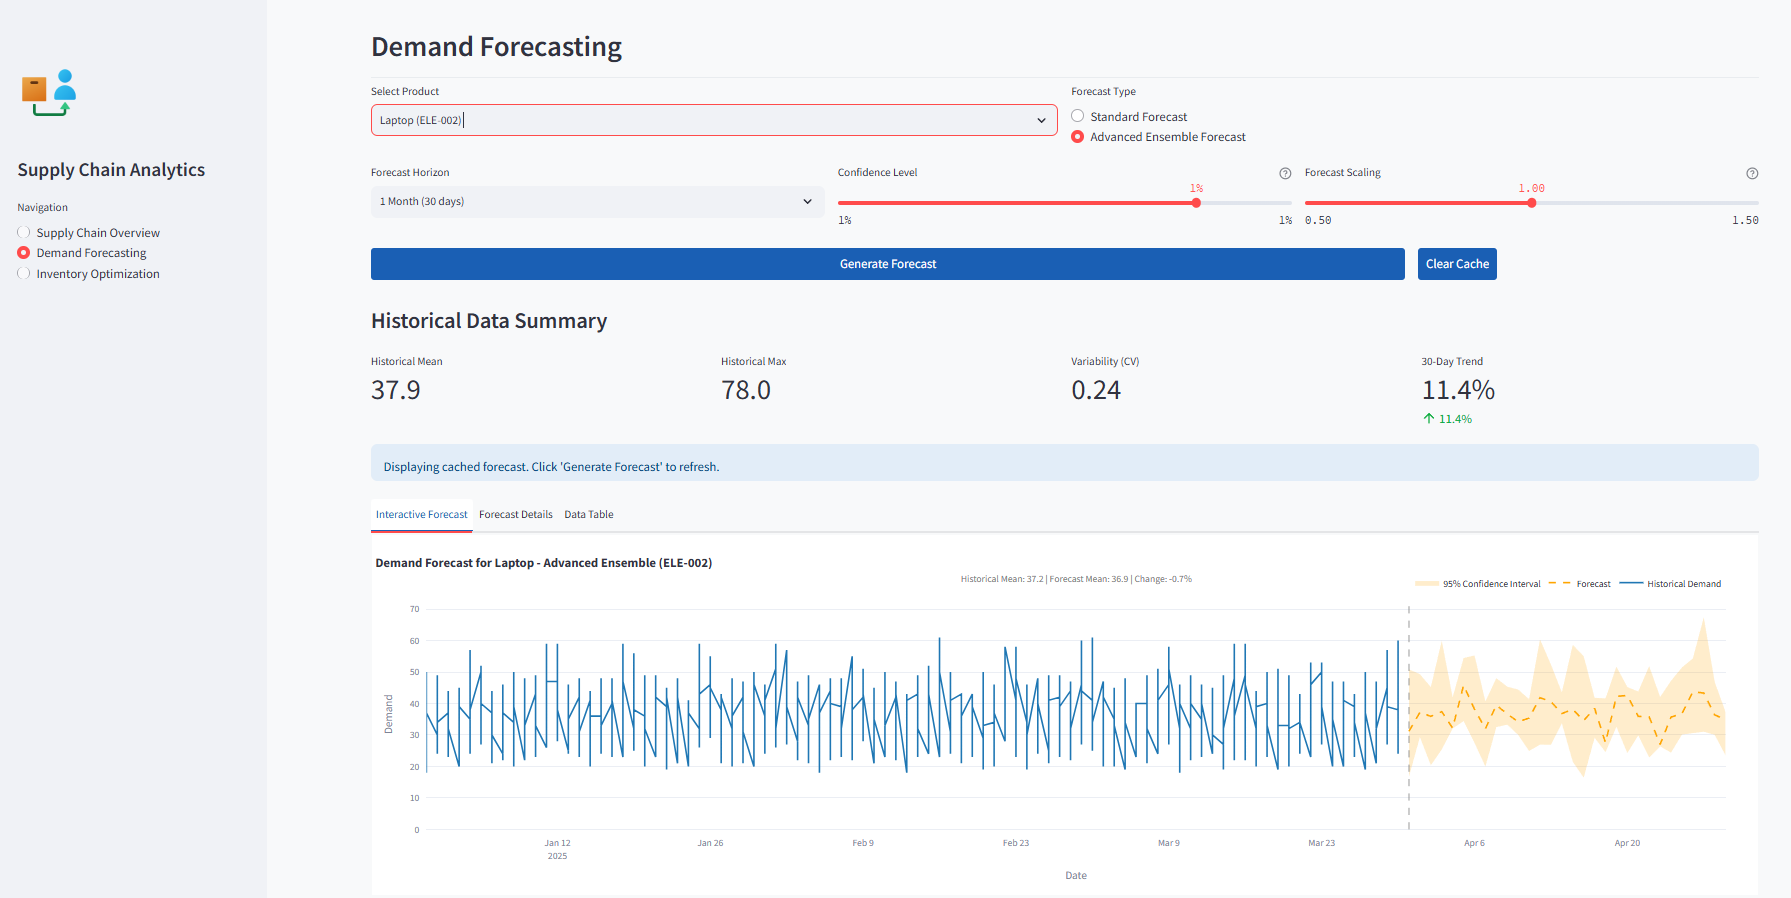 Supply Chain Analytics
Navigation
Supply Chain Overview
Demand Forecasting
Inventory Optimization
Demand Forecasting
Select Product
Laptop (ELE-002)
Forecast Type
Standard Forecast
Advanced Ensemble Forecast
Forecast Horizon
1 Month (30 days)
Confidence Level
1%
1% 1%
Forecast Scaling
1.00
0.50 1.50
Generate Forecast
Clear Cache
Historical Data Summary
Historical Mean
37.9
Historical Max
78.0
Variability (CV)
0.24
30-Day Trend
11.4%
↑ 11.4%
Displaying cached forecast. Click 'Generate Forecast' to refresh.
Interactive Forecast Forecast Details Data Table
Demand Forecast for Laptop - Advanced Ensemble (ELE-002)
Historical Mean: 37.2 | Forecast Mean: 36.9 | Change: -0.7%
95% Confidence Interval Forecast Historical Demand
Demand
70
60
50
40
30
20
10
0
Jan 12 Jan 26 Feb 9 Feb 23 Mar 9 Mar 23 Apr 6 Apr 20
2025
Date